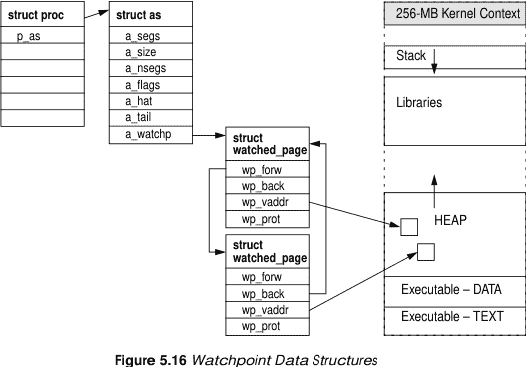 struct proc
p_as
struct as
a_segs
a_size
a_nsegs
a_flags
a_hat
a_tail
a_watchp
struct
watched_page
wp_forw
wp_back
wp_vaddr
wp_prot
struct
watched_page
wp_forw
wp_back
wp_vaddr
wp_prot
256-MB Kernel Context
Stack
Libraries
HEAP
Executable – DATA
Executable – TEXT
Figure 5.16 Watchpoint Data Structures